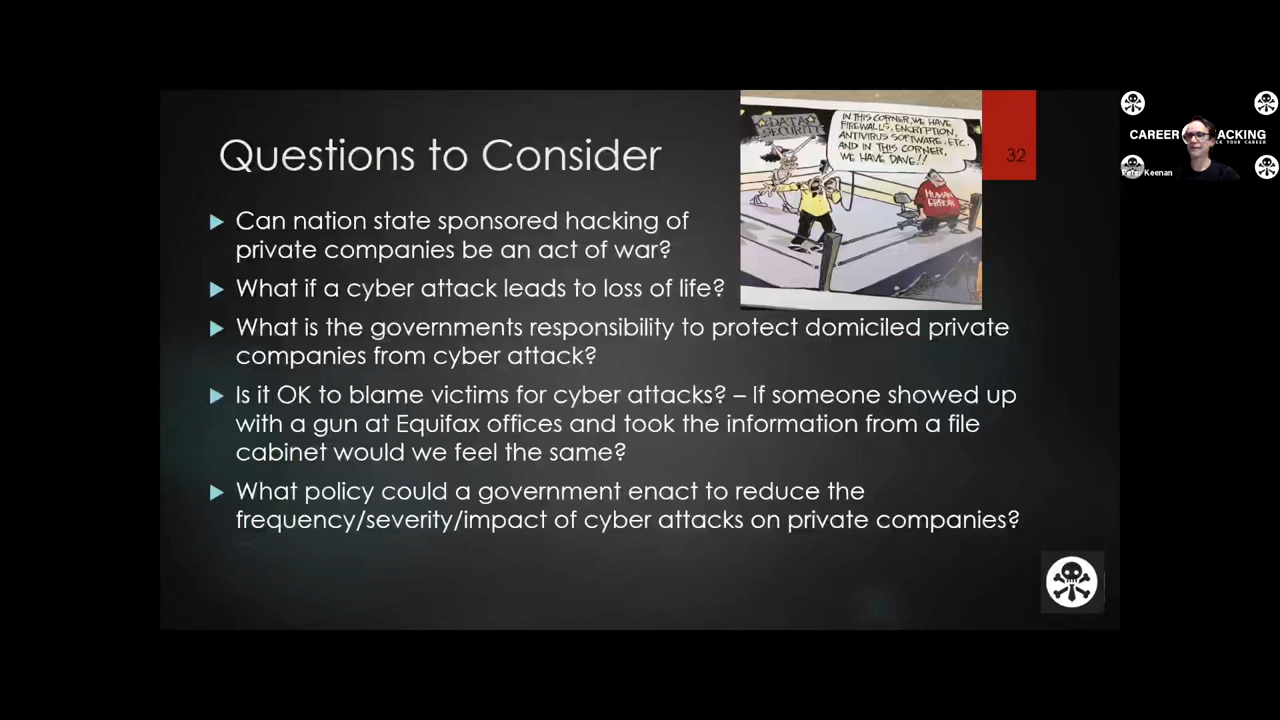 Questions to Consider
32
DATA
SECURITY
IN THIS CORNER, WE HAVE
FIREWALLS, ENCRYPTION,
ANTIVIRUS SOFTWARE, ETC.
AND IN THIS CORNER,
WE HAVE DAVE!!
HUMAN
ERROR
Can nation state sponsored hacking of
private companies be an act of war?
What if a cyber attack leads to loss of life?
What is the governments responsibility to protect domiciled private
companies from cyber attack?
Is it OK to blame victims for cyber attacks? – If someone showed up
with a gun at Equifax offices and took the information from a file
cabinet would we feel the same?
What policy could a government enact to reduce the
frequency/severity/impact of cyber attacks on private companies?
CAREER ACKING
CK YOUR CAREER
Peter Keenan